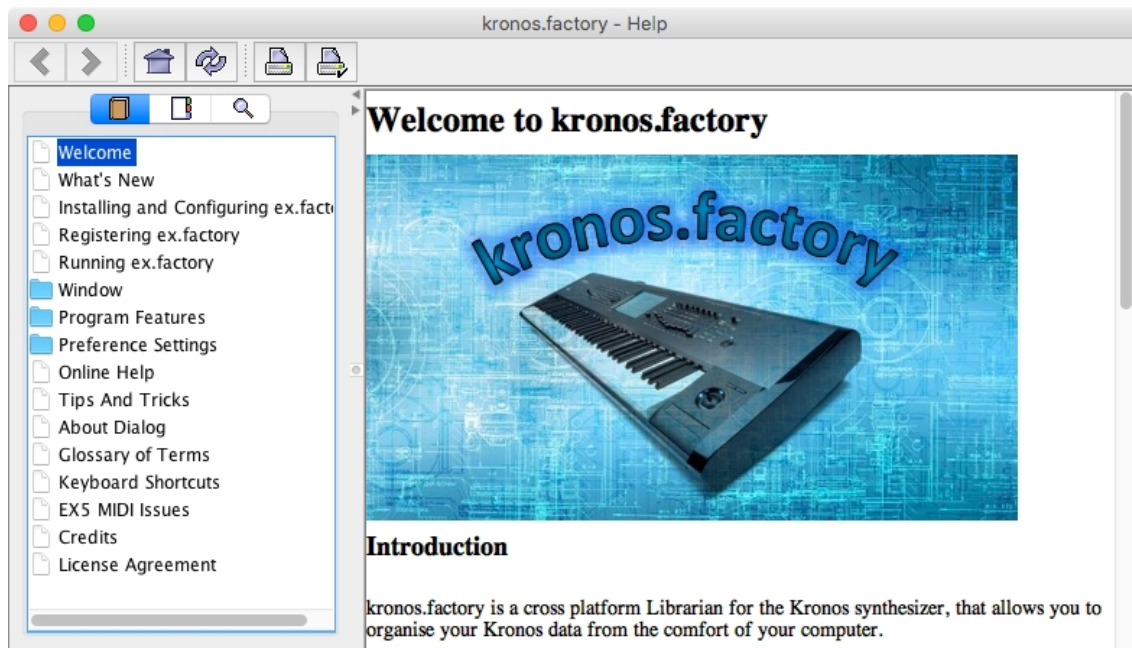 kronos.factory - Help
Welcome
What's New
Installing and Configuring ex.facto
Registering ex.factory
Running ex.factory
Window
Program Features
Preference Settings
Online Help
Tips And Tricks
About Dialog
Glossary of Terms
Keyboard Shortcuts
EX5 MIDI Issues
Credits
License Agreement
Welcome to kronos.factory
kronos.factory
Introduction
kronos.factory is a cross platform Librarian for the Kronos synthesizer, that allows you to
organise your Kronos data from the comfort of your computer.